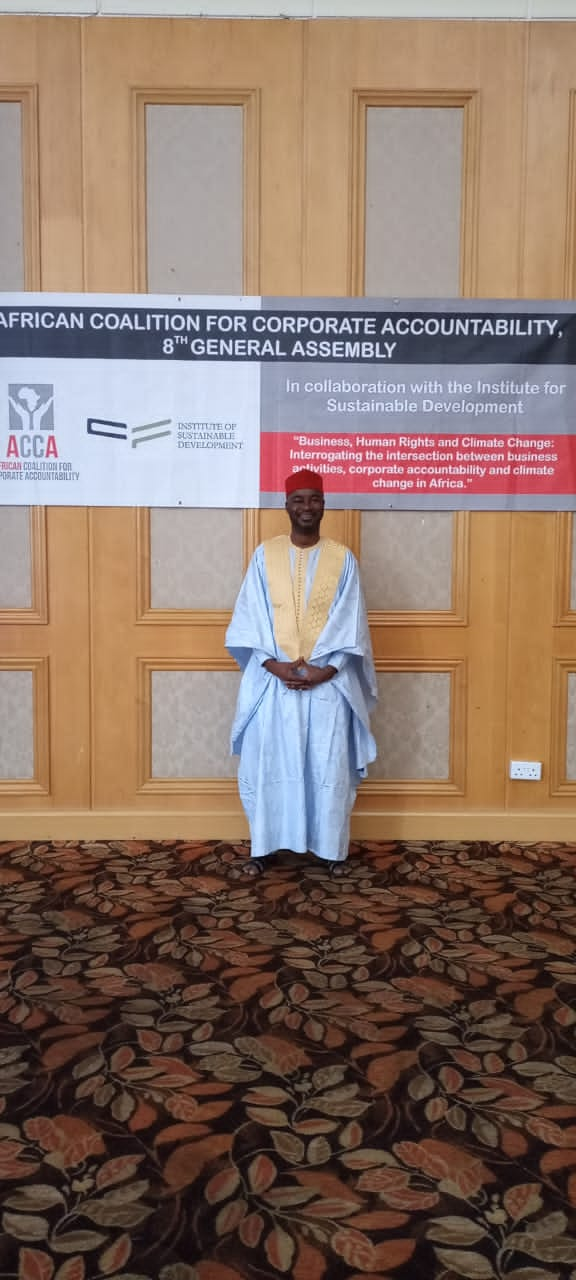 AFRICAN COALITION FOR CORPORATE ACCOUNTABILITY,
8TH GENERAL ASSEMBLY
In collaboration with the Institute for
Sustainable Development
ACCA
FRICAN COALITION FOR
PORATE ACCOUNTABILITY
INSTITUTE OF
SUSTAINABLE
DEVELOPMENT
"Business, Human Rights and Climate Change:
Interrogating the intersection between business
activities, corporate accountability and climate
change in Africa."